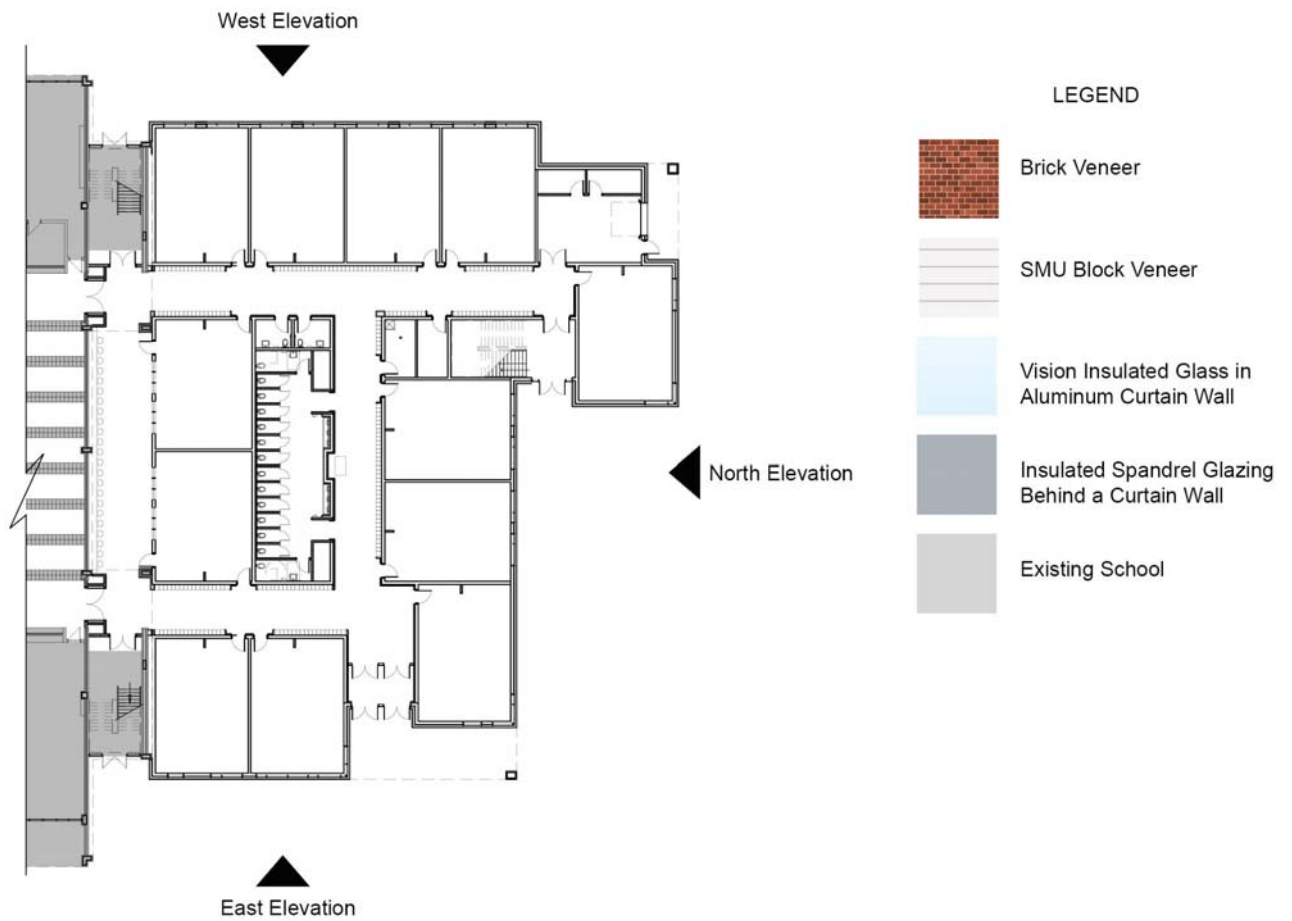 West Elevation
LEGEND
Brick Veneer
SMU Block Veneer
Vision Insulated Glass in
Aluminum Curtain Wall
North Elevation
Insulated Spandrel Glazing
Behind a Curtain Wall
Existing School
East Elevation